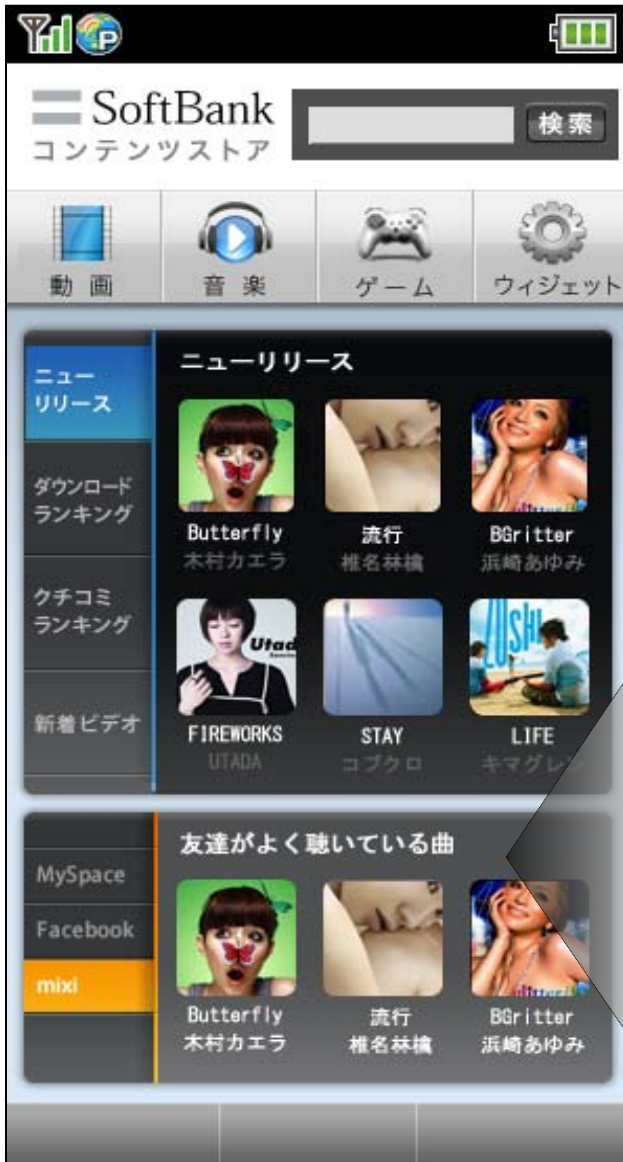 P
SoftBank
コンテンツストア
検索
動画
音楽
ゲーム
ウィジェット
ニュー
リリース
ダウンロード
ランキング
クチコミ
ランキング
新着ビデオ
ニューリリース
Butterfly
木村カエラ
流行
椎名林檎
BGritter
浜崎あゆみ
Utada
FIREWORKS
UTADA
STAY
コブクロ
LIFE
キマグレン
MySpace
Facebook
mixi
友達がよく聴いている曲
Butterfly
木村カエラ
流行
椎名林檎
BGritter
浜崎あゆみ